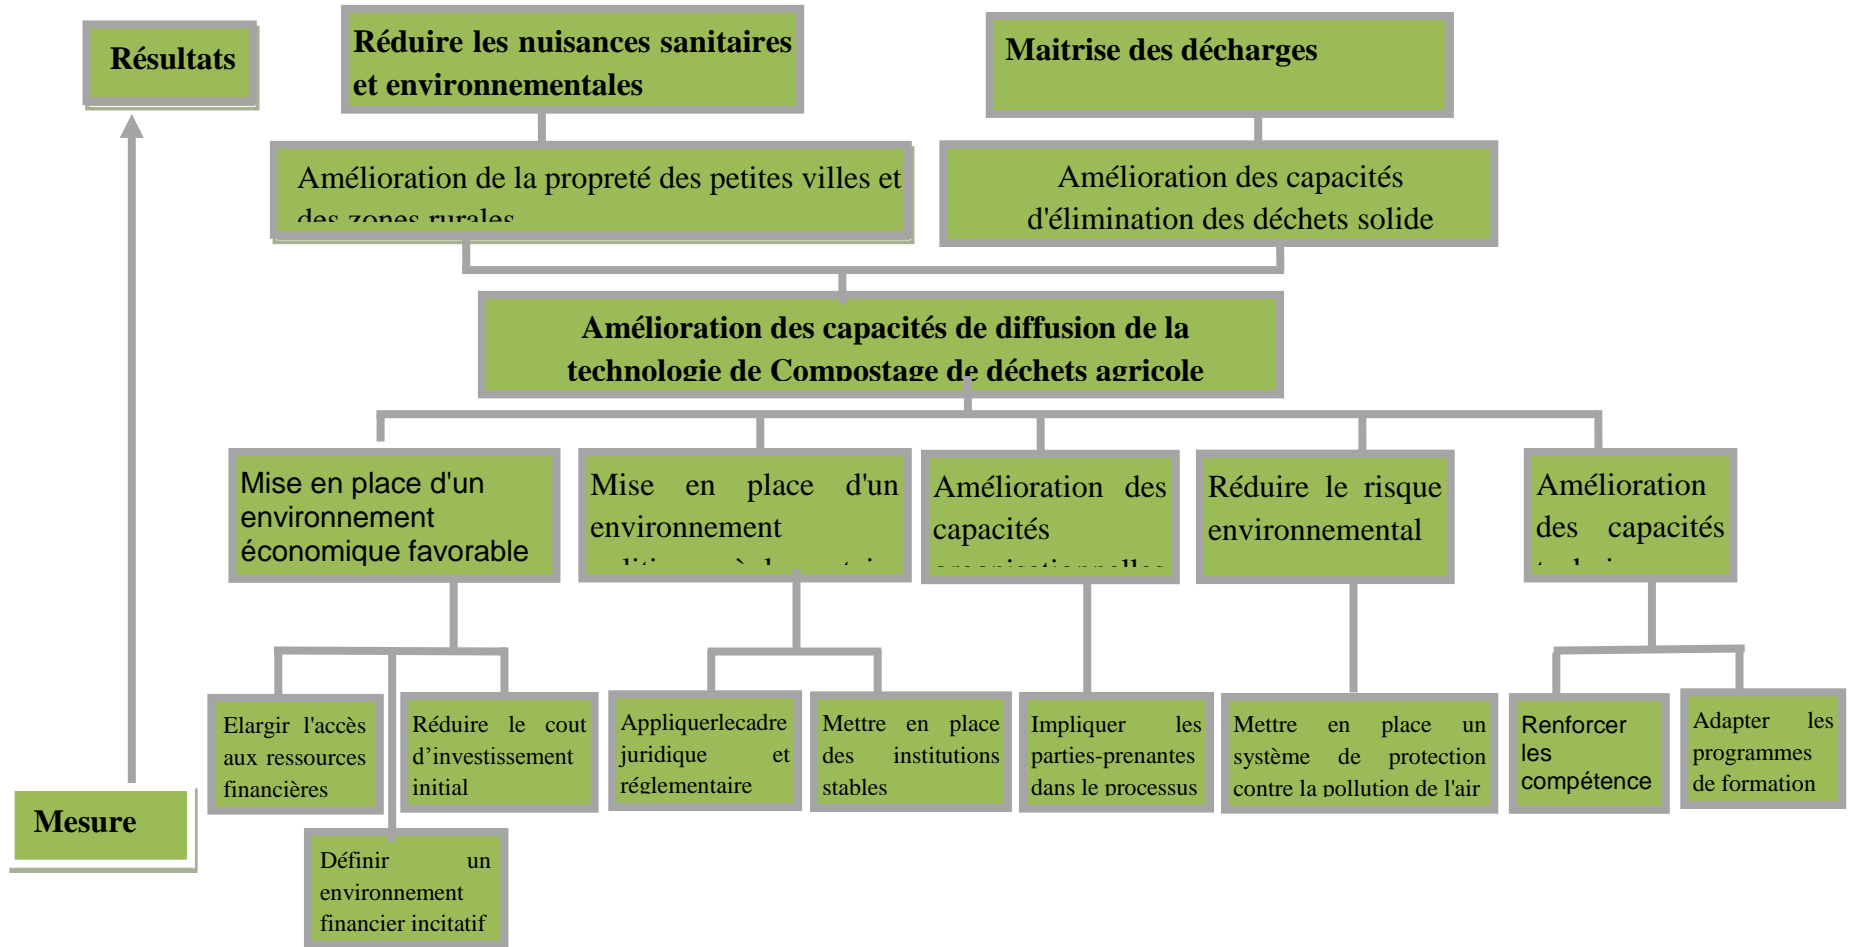 Résultats
Réduire les nuisances sanitaires
et environnementales
Maitrise des décharges
Amélioration de la propreté des petites villes et
des zones rurales
Amélioration des capacités
d'élimination des déchets solide
Amélioration des capacités de diffusion de la
technologie de Compostage de déchets agricole
Mise en place d'un
environnement
économique favorable
Mise en place d'un
environnement
Amélioration des
capacités
organisationnelles
Réduire le risque
environnemental
Amélioration
des capacités
Elargir l'accès
aux ressources
financières
Réduire le cout
d’investissement
initial
Appliquerlecadre
juridique et
réglementaire
Mettre en place
des institutions
stables
Impliquer les
parties-prenantes
dans le processus
Mettre en place un
système de protection
contre la pollution de l'air
Renforcer
les
compétence
Adapter les
programmes
de formation
Mesure
Définir un
environnement
financier incitatif